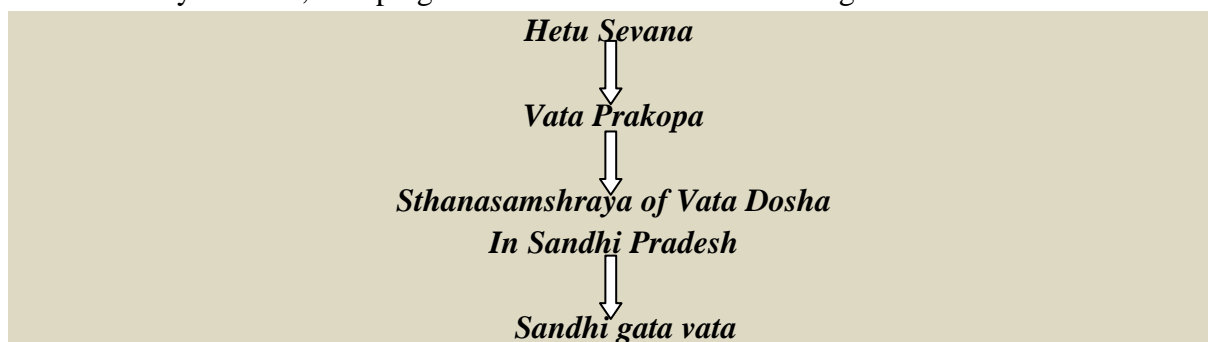 Hetu Sevana
Vata Prakopa
Sthanasamshraya of Vata Dosha
In Sandhi Pradesh
Sandhi gata vata